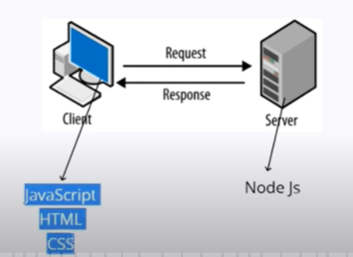 Request
Response
Client
Server
JavaScript
HTML
CSS
Node Js